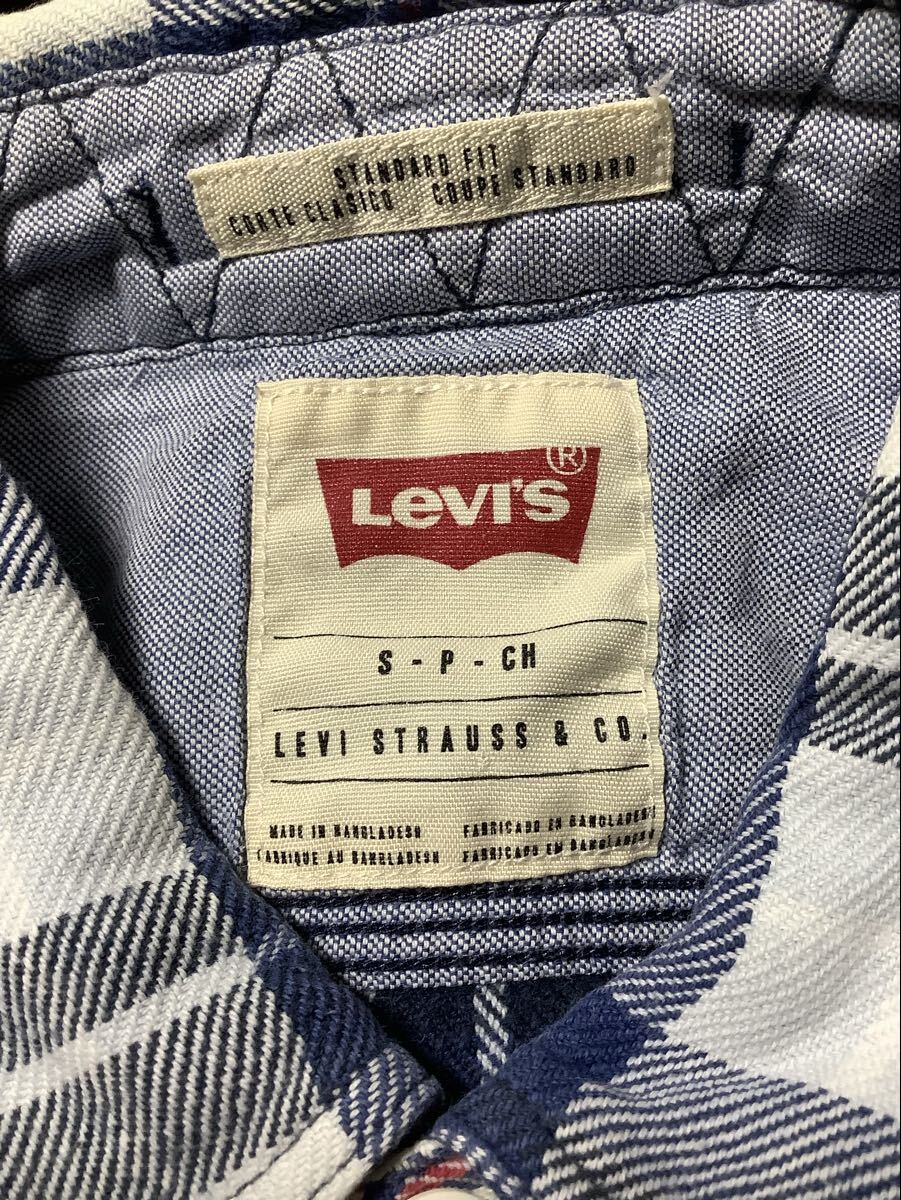 STANDARD FIT
CORTE CLASICO COUPE STANDARD
LEVI'S ®
S - P - CH
LEVI STRAUSS & CO.
MADE IN BANGLADESH FABRICADO EN BANGLADESH
FABRIQUE AU BANGLADESH FABRICADO EM BANGLADESH